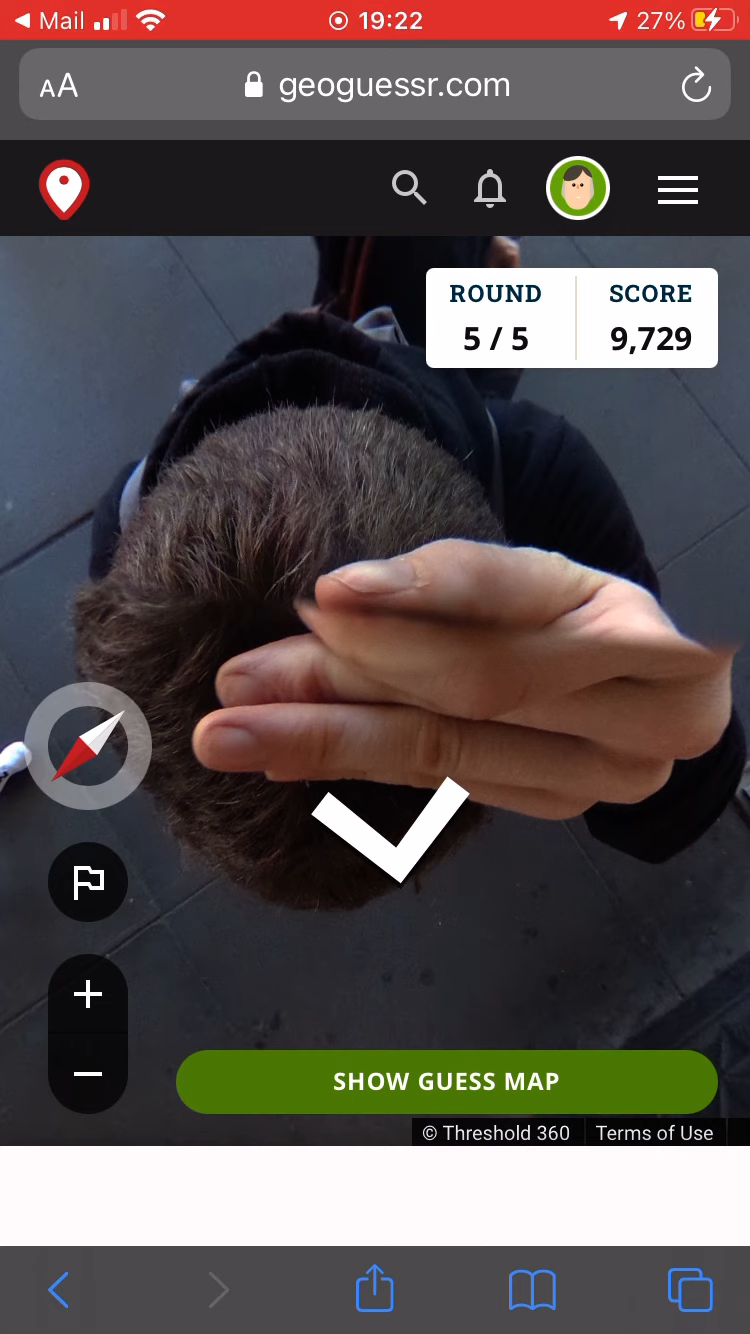 Mail 19:22 27%
AA geoguessr.com
ROUND SCORE
5 / 5 9,729
SHOW GUESS MAP
© Threshold 360 Terms of Use